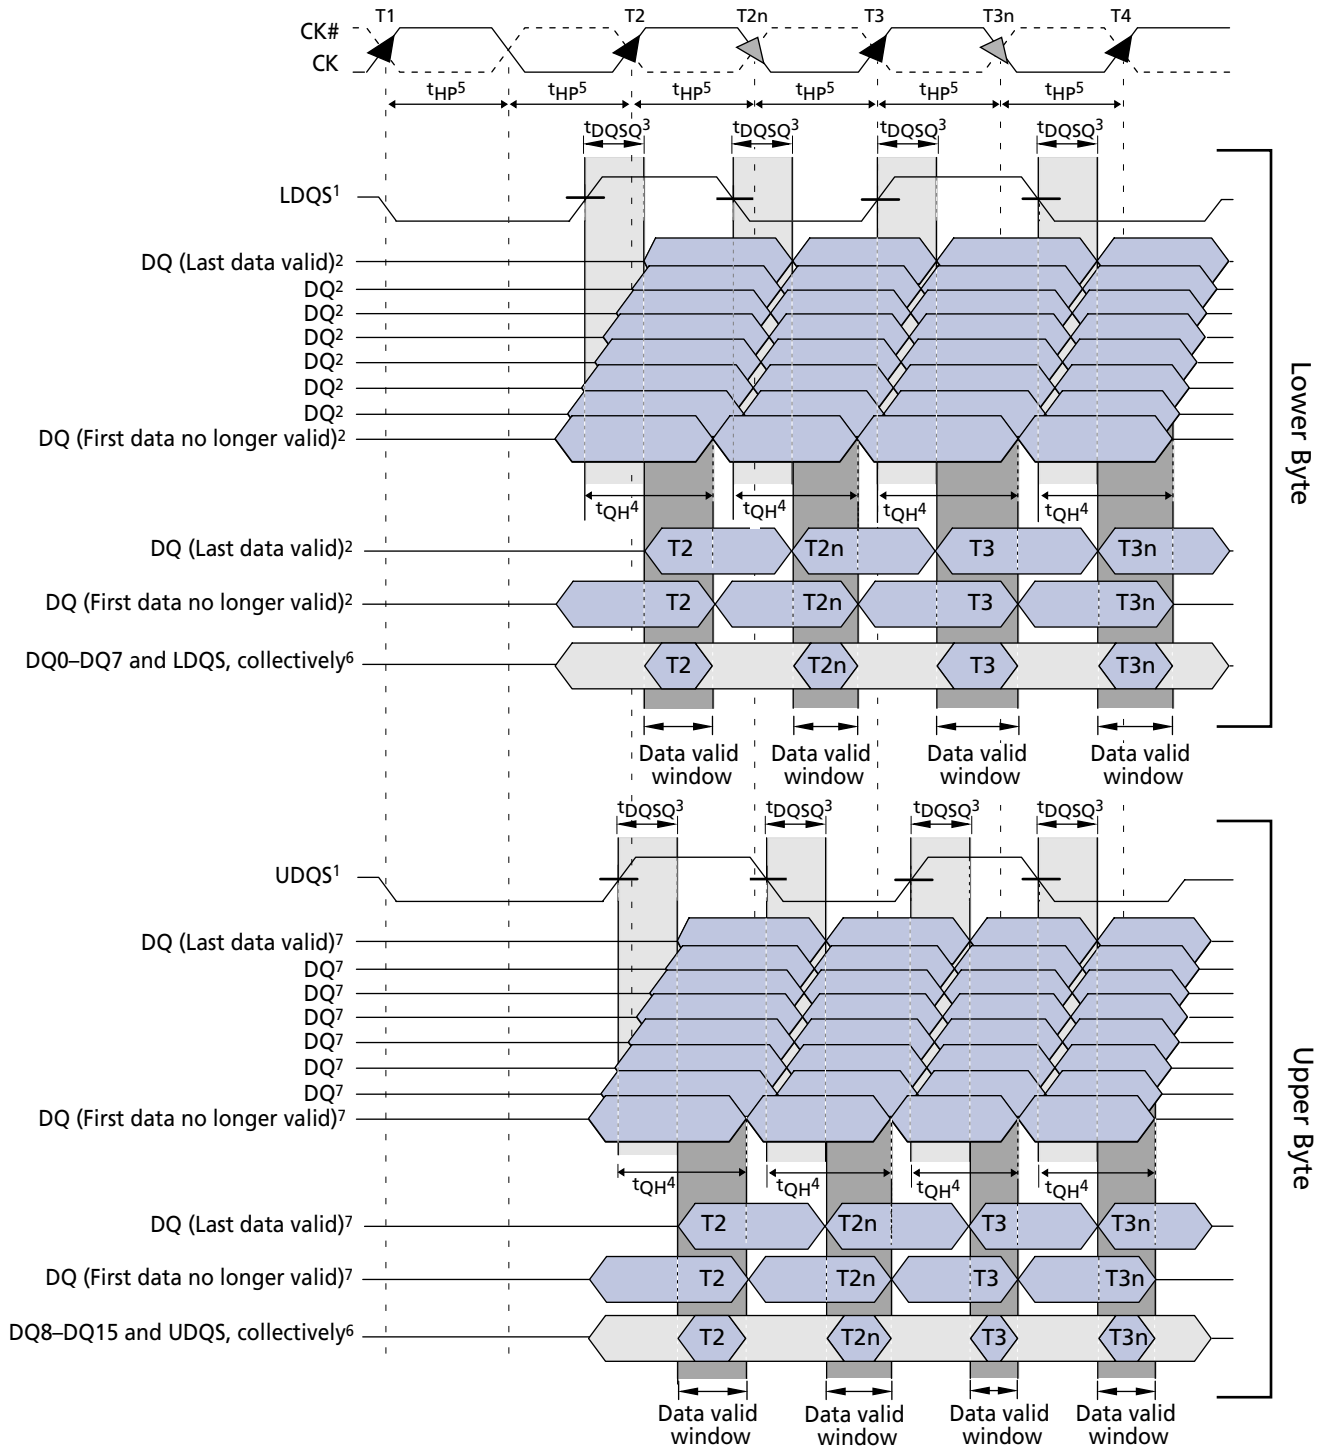 T1 T2 T2n T3 T3n T4
CK#
CK
tHP5 tHP5 tHP5 tHP5 tHP5 tHP5
tDQSQ3 tDQSQ3 tDQSQ3 tDQSQ3
LDQS1
DQ (Last data valid)2
DQ2
DQ2
DQ2
DQ2
DQ2
DQ2
DQ (First data no longer valid)2
tQH4 tQH4 tQH4 tQH4
DQ (Last data valid)2 T2 T2n T3 T3n
DQ (First data no longer valid)2 T2 T2n T3 T3n
DQ0–DQ7 and LDQS, collectively6 T2 T2n T3 T3n
Data valid window
Data valid window
Data valid window
Data valid window
Lower Byte
tDQSQ3 tDQSQ3 tDQSQ3 tDQSQ3
UDQS1
DQ (Last data valid)7
DQ7
DQ7
DQ7
DQ7
DQ7
DQ7
DQ (First data no longer valid)7
tQH4 tQH4 tQH4 tQH4
DQ (Last data valid)7 T2 T2n T3 T3n
DQ (First data no longer valid)7 T2 T2n T3 T3n
DQ8–DQ15 and UDQS, collectively6 T2 T2n T3 T3n
Data valid window
Data valid window
Data valid window
Data valid window
Upper Byte